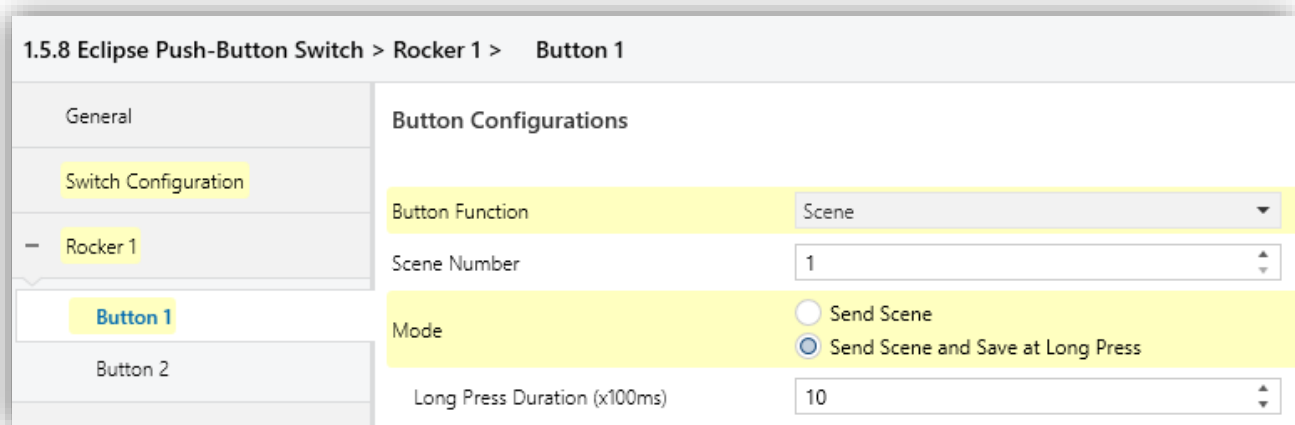 1.5.8 Eclipse Push-Button Switch > Rocker 1 > Button 1
General
Switch Configuration
Rocker 1
Button 1
Button 2
Button Configurations
Button Function Scene
Scene Number 1
Mode
Send Scene
Send Scene and Save at Long Press
Long Press Duration (x100ms) 10